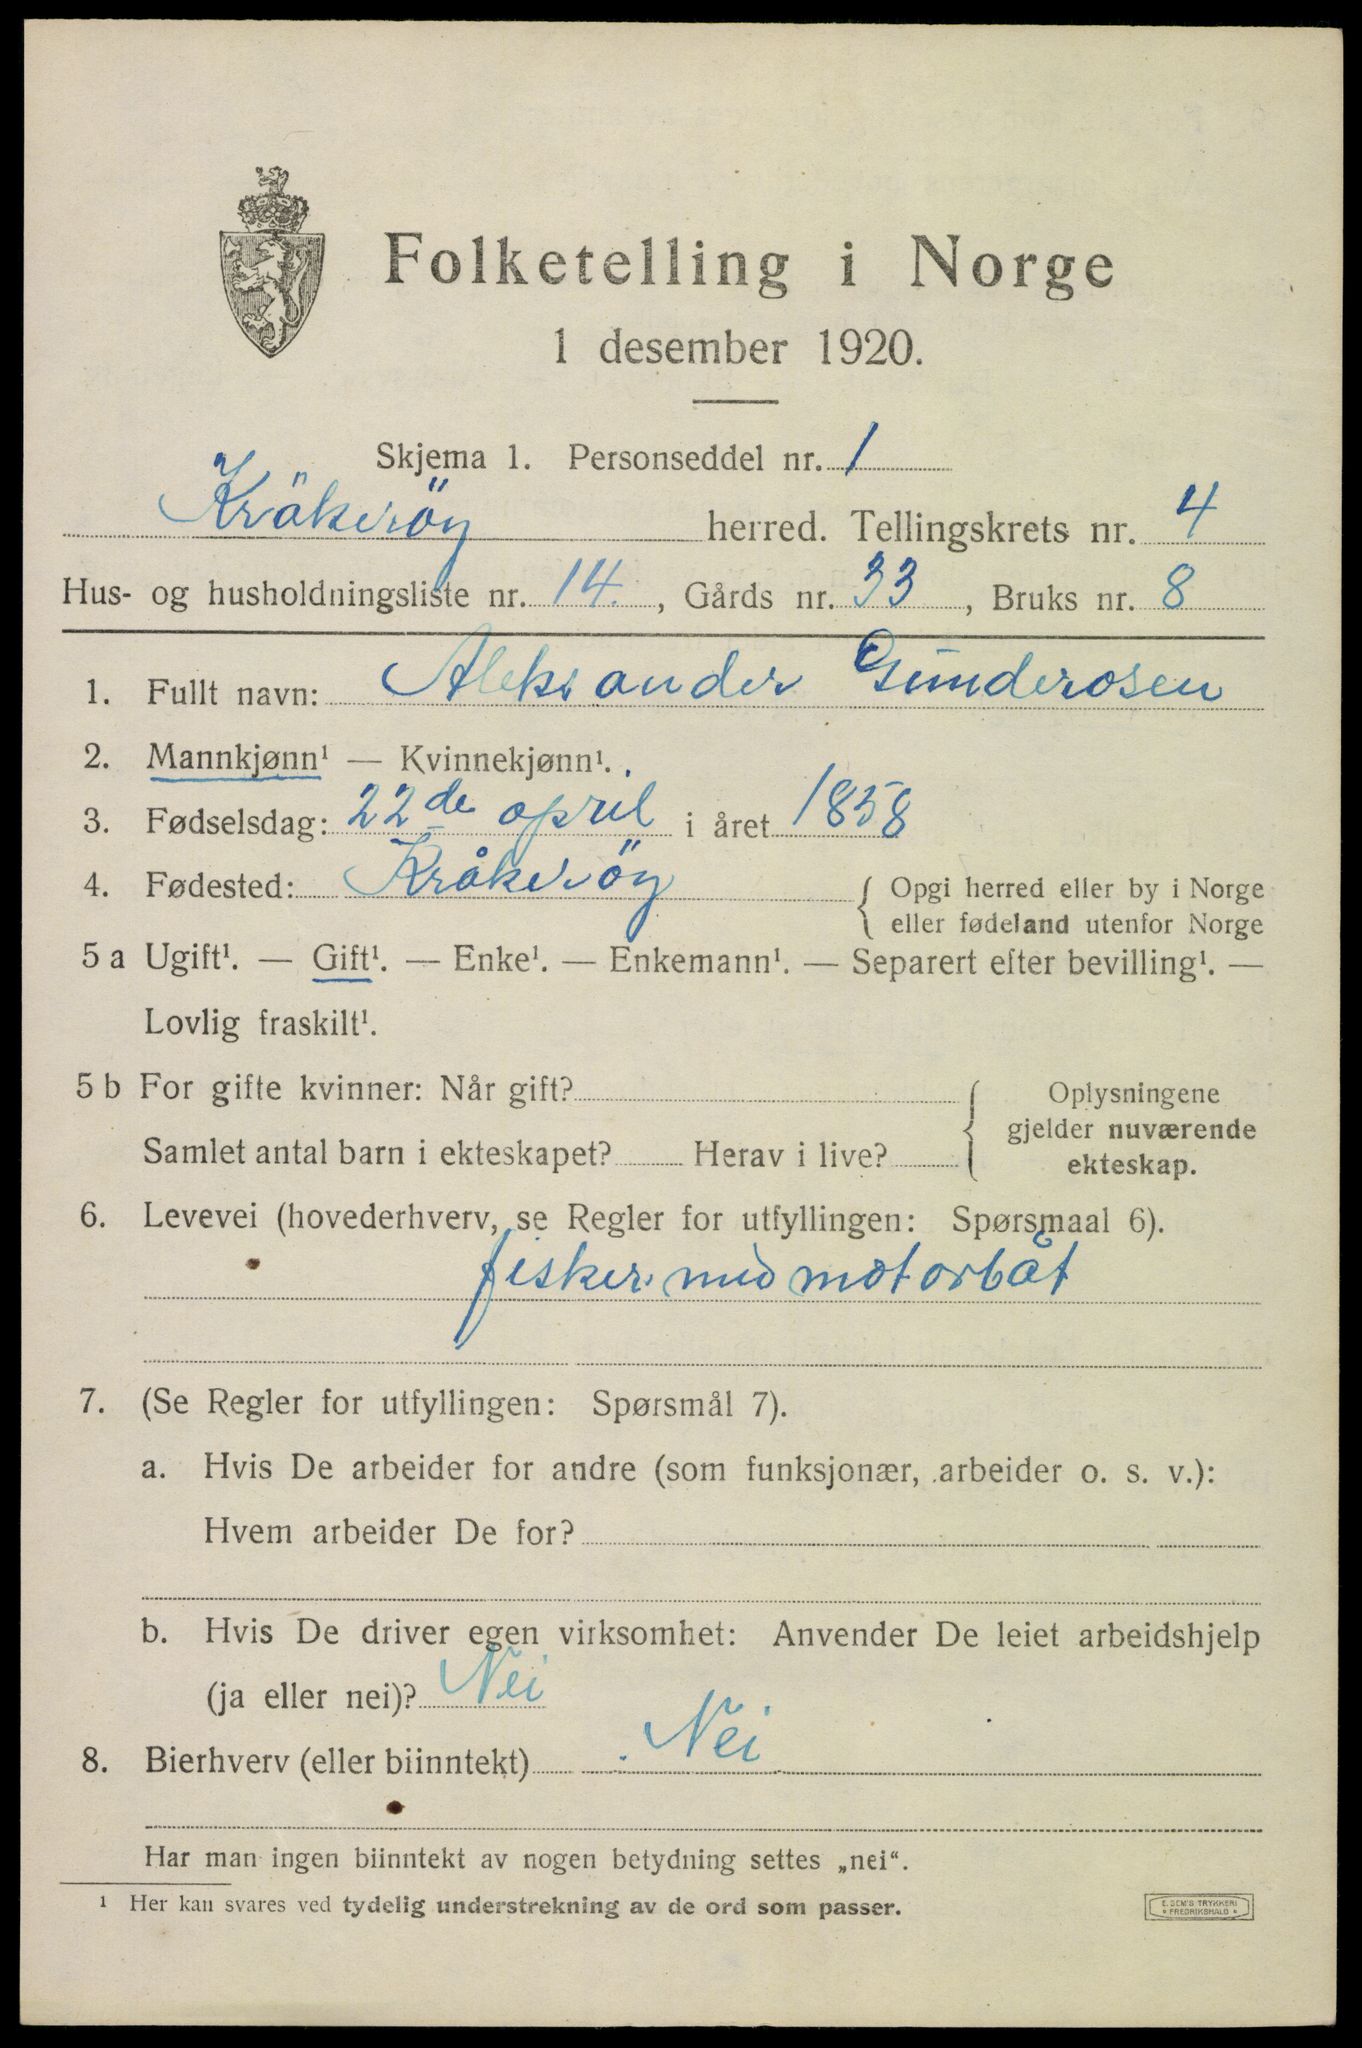 Folketelling i Norge
1 desember 1920.
Skjema 1. Personseddel nr. 1
Kråkeröy herred. Tellingskrets nr. 4
Hus- og husholdningsliste nr. 14. , Gårds nr. 33 , Bruks nr. 8
1. Fullt navn: Aleksander Gunderosen
2. Mannkjønn¹ — Kvinnekjønn¹.
3. Fødselsdag: 22de april i året 1858
4. Fødested: Kråkeröy { Opgi herred eller by i Norge
eller fødeland utenfor Norge
5 a Ugift¹. — Gift¹. — Enke¹. — Enkemann¹. — Separert efter bevilling¹. —
Lovlig fraskilt¹.
5 b For gifte kvinner: Når gift? { Oplysningene
gjelder nuværende
Samlet antal barn i ekteskapet? Herav i live? ekteskap.
6. Levevei (hovederhverv, se Regler for utfyllingen: Spørsmaal 6).
fisker med motorbåt
7. (Se Regler for utfyllingen: Spørsmål 7).
a. Hvis De arbeider for andre (som funksjonær, arbeider o. s. v.):
Hvem arbeider De for?
b. Hvis De driver egen virksomhet: Anvender De leiet arbeidshjelp
(ja eller nei)? Nei
8. Bierhverv (eller biinntekt) Nei
Har man ingen biinntekt av nogen betydning settes „nei".
¹ Her kan svares ved tydelig understrekning av de ord som passer.
E. SEM'S TRYKKERI
• FREDRIKSHALD •